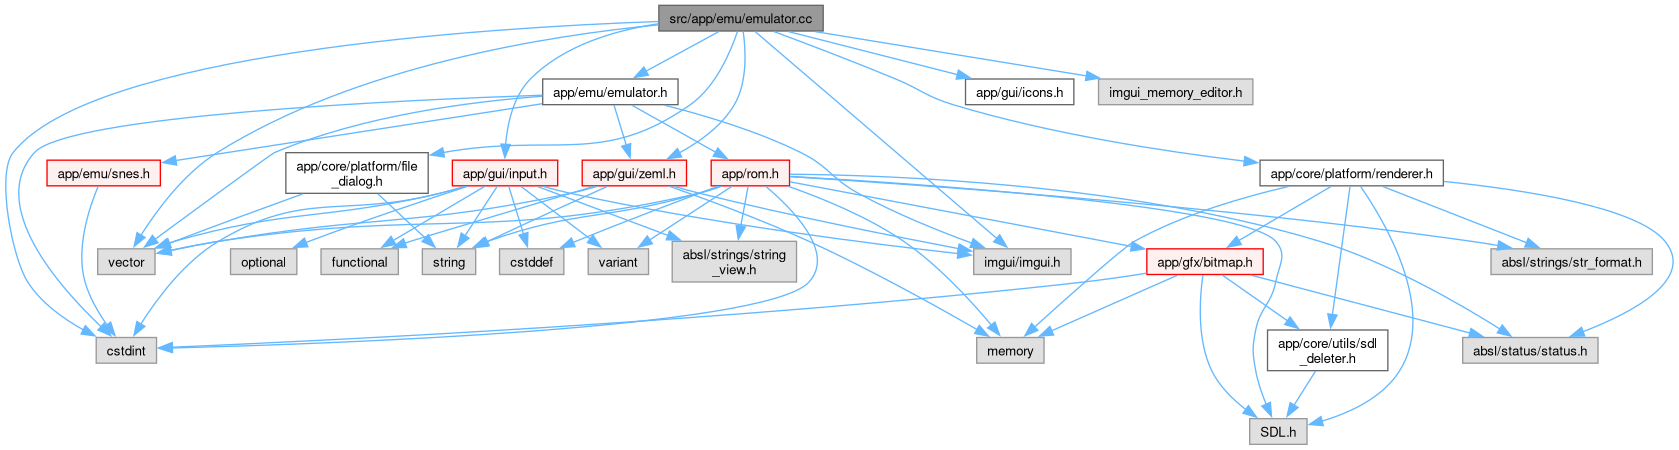 src/app/emu/emulator.cc
app/emu/emulator.h
app/gui/icons.h
imgui_memory_editor.h
app/emu/snes.h
app/core/platform/file
_dialog.h
app/gui/input.h
app/gui/zeml.h
app/rom.h
app/core/platform/renderer.h
vector
optional
functional
string
cstddef
variant
absl/strings/string
_view.h
imgui/imgui.h
app/gfx/bitmap.h
absl/strings/str_format.h
cstdint
memory
app/core/utils/sdl
_deleter.h
absl/status/status.h
SDL.h